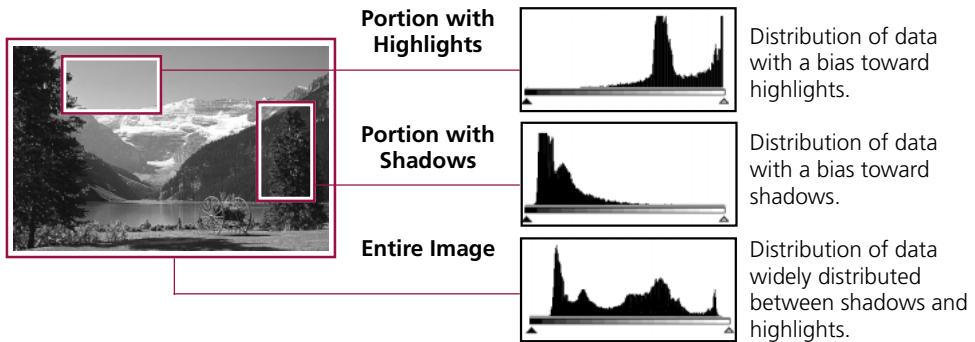 Portion with
Highlights
Distribution of data
with a bias toward
highlights.
Portion with
Shadows
Distribution of data
with a bias toward
shadows.
Entire Image
Distribution of data
widely distributed
between shadows and
highlights.